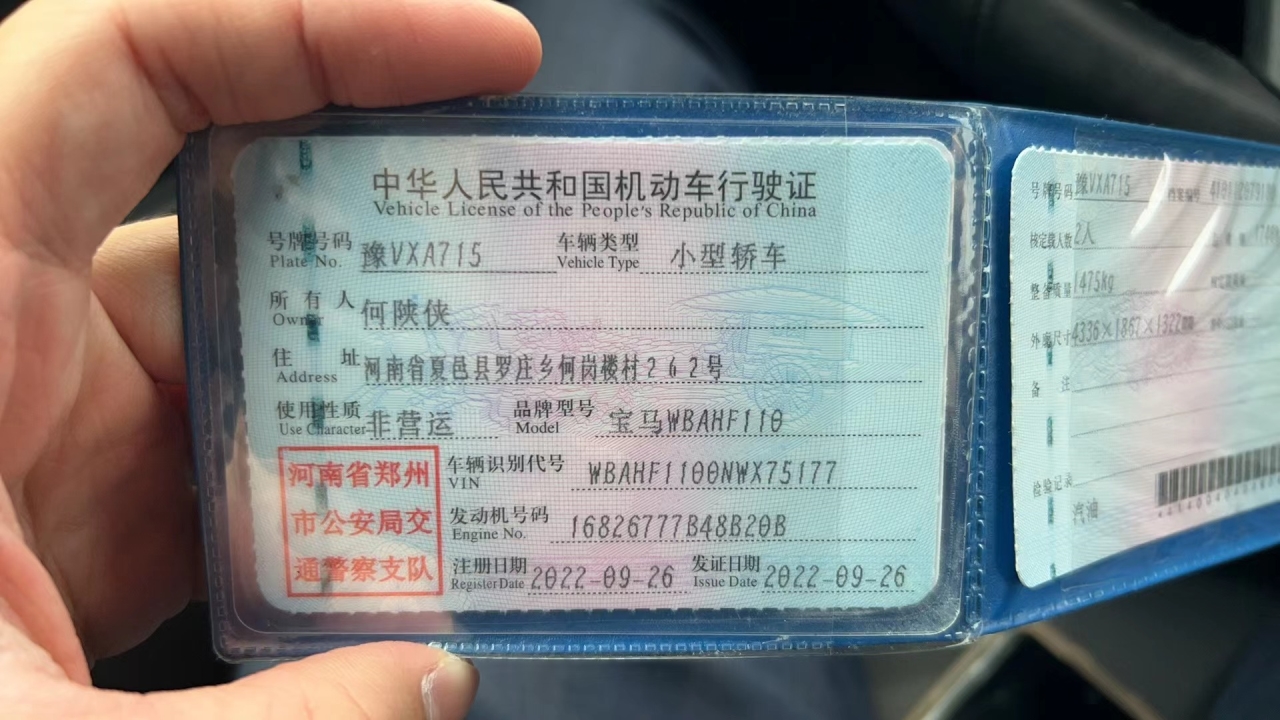 中华人民共和国机动车行驶证
Vehicle License of the People's Republic of China
号牌号码 豫VXA715 车辆类型 小型轿车
Plate No. Vehicle Type
所有人 何陕侠
Owner
住址 河南省夏邑县罗庄乡何岗楼村262号
Address
使用性质 非营运 品牌型号 宝马WBAHF110
Use Character Model
河南省郑州
市公安局交
通警察支队
车辆识别代号 WBAHF1100NWX75177
VIN
发动机号码 16826777B48B20B
Engine No.
注册日期 2022-09-26 发证日期 2022-09-26
Register Date Issue Date
号牌号码 豫VXA715 档案编号
核定载人数 2人
整备质量 1475kg
外廓尺寸 4336×1867×1322
备注
检验记录
汽油